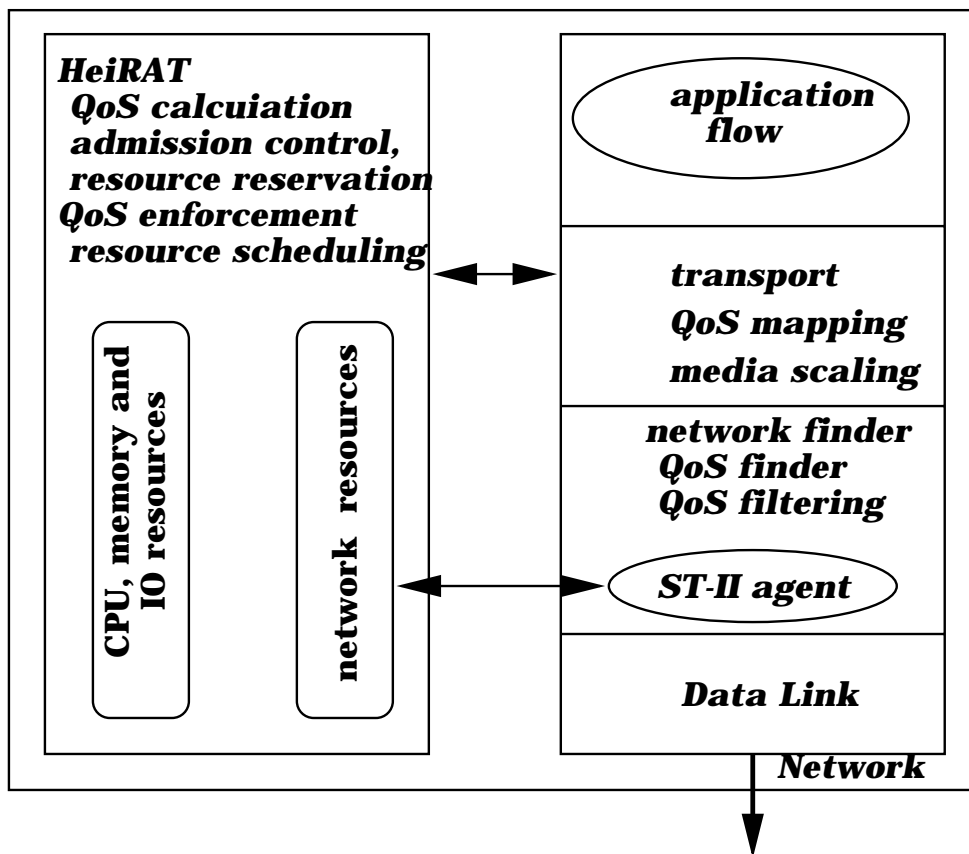 HeiRAT
QoS calcuiation
admission control,
resource reservation
QoS enforcement
resource scheduling
CPU, memory and
IO resources
network resources
application
flow
transport
QoS mapping
media scaling
network finder
QoS finder
QoS filtering
ST-II agent
Data Link
Network